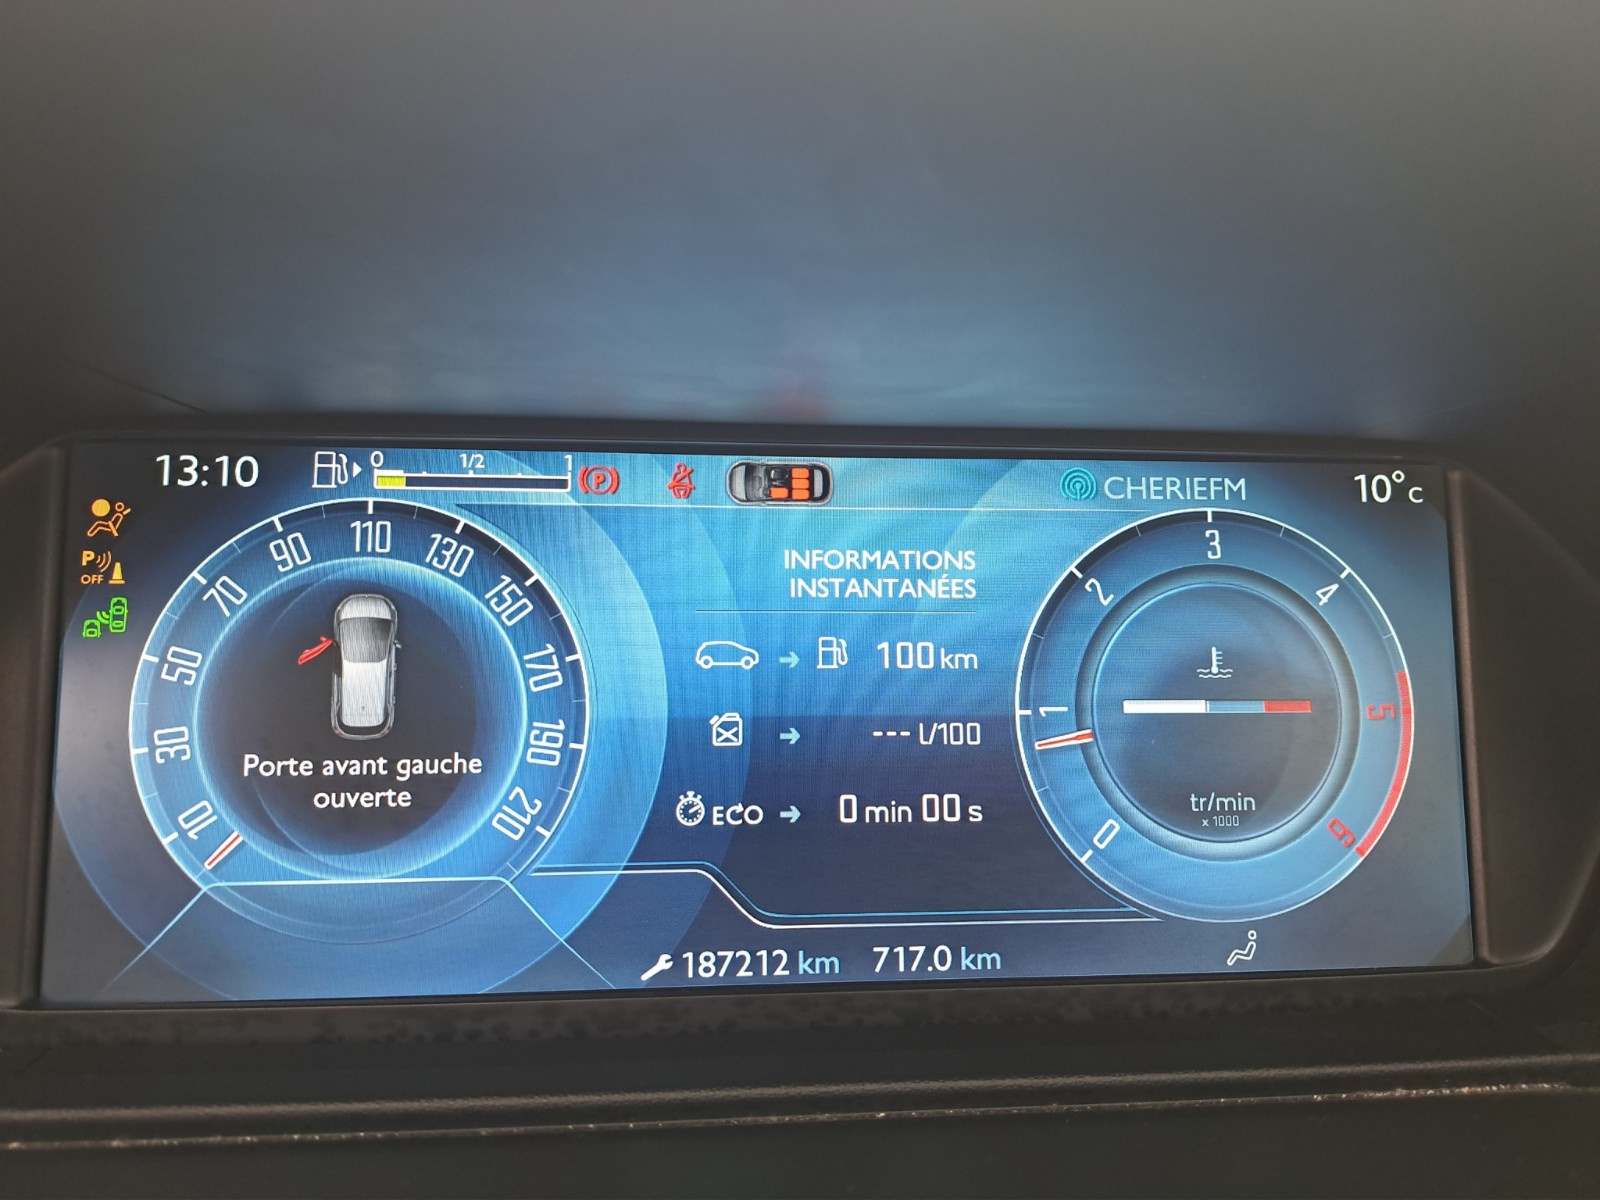 13:10
0 1/2 1
P
CHERIEFM
10°C
P
OFF
10 30 50 70 90 110 130 150 170 190 210
Porte avant gauche
ouverte
INFORMATIONS
INSTANTANÉES
100 km
--- l/100
ECO 0 min 00 s
0 1 2 3 4 5 6
tr/min
x 1000
187212 km 717.0 km